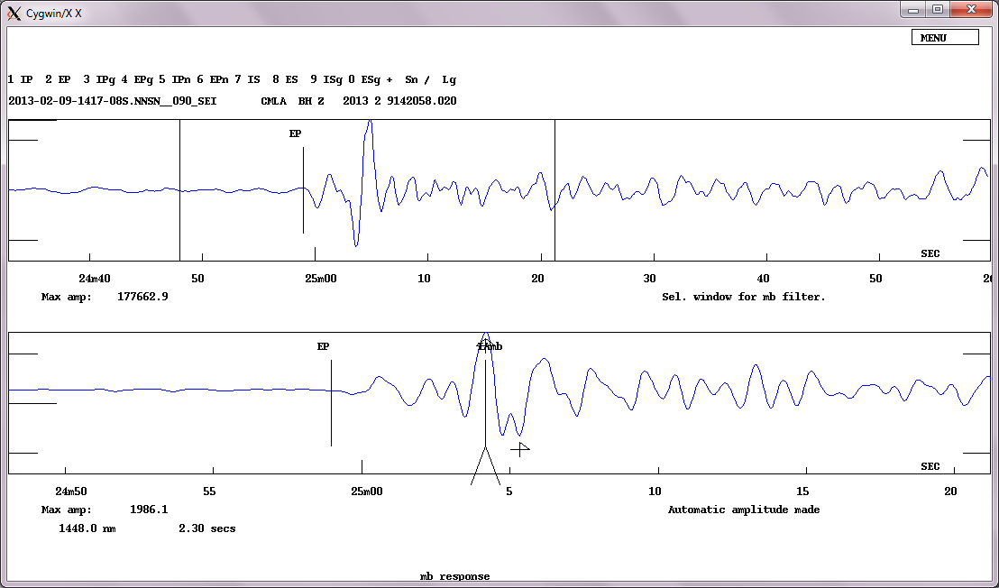 Cygwin/X X
MENU
1 IP 2 EP 3 IPg 4 EPg 5 IPn 6 EPn 7 IS 8 ES 9 ISg 0 ESg + Sn / Lg
2013-02-09-1417-08S.NNSN__090_SEI CMLA BH Z 2013 2 9142058.020
EP
SEC
24m40 50 25m00 10 20 30 40 50
Max amp: 177662.9 Sel. window for mb filter.
EP
SEC
24m50 55 25m00 5 10 15 20
Max amp: 1986.1 Automatic amplitude made
1448.0 nm 2.30 secs
mb response